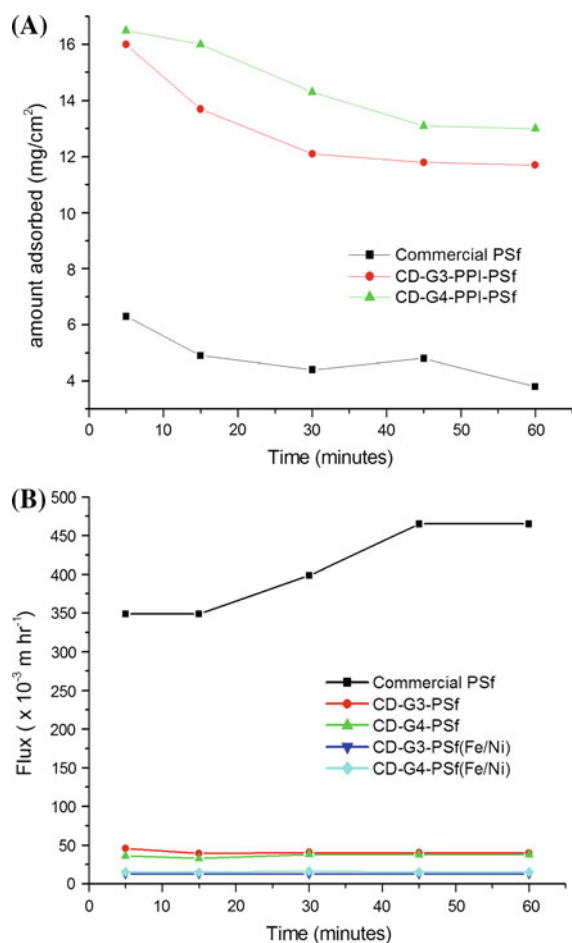 (A)
16
14
12
10
8
6
4
amount adsorbed (mg/cm²)
Commercial PSf
CD-G3-PPI-PSf
CD-G4-PPI-PSf
0 10 20 30 40 50 60
Time (minutes)
(B)
500
450
400
350
300
250
200
150
100
50
0
Flux ( x 10⁻³ m hr⁻¹)
Commercial PSf
CD-G3-PSf
CD-G4-PSf
CD-G3-PSf(Fe/Ni)
CD-G4-PSf(Fe/Ni)
0 10 20 30 40 50 60
Time (minutes)